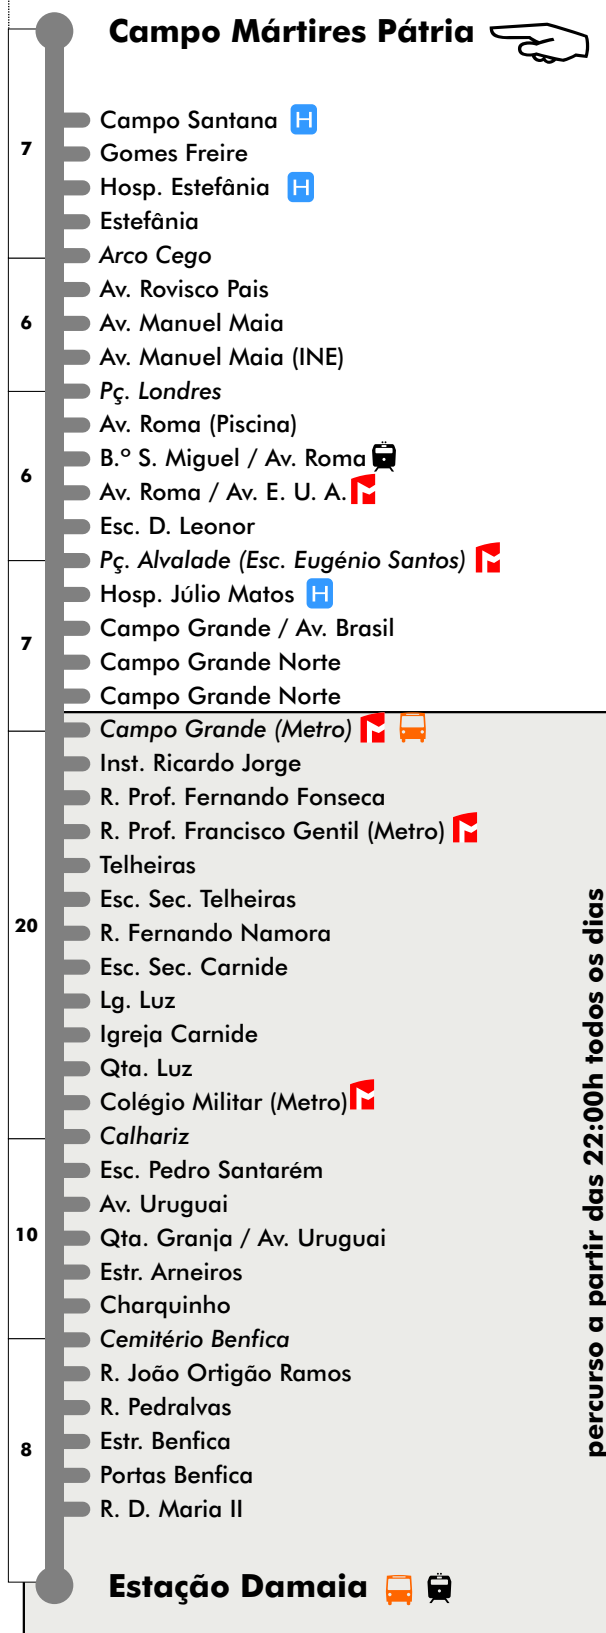 Campo Mártires Pátria
7
Campo Santana H
Gomes Freire
Hosp. Estefânia H
Estefânia
Arco Cego
Av. Rovisco Pais
6
Av. Manuel Maia
Av. Manuel Maia (INE)
Pç. Londres
Av. Roma (Piscina)
B.º S. Miguel / Av. Roma
6
Av. Roma / Av. E. U. A.
Esc. D. Leonor
Pç. Alvalade (Esc. Eugénio Santos)
Hosp. Júlio Matos H
Campo Grande / Av. Brasil
7
Campo Grande Norte
Campo Grande Norte
Campo Grande (Metro)
Inst. Ricardo Jorge
R. Prof. Fernando Fonseca
R. Prof. Francisco Gentil (Metro)
Telheiras
Esc. Sec. Telheiras
20
R. Fernando Namora
Esc. Sec. Carnide
Lg. Luz
Igreja Carnide
Qta. Luz
Colégio Militar (Metro)
Calhariz
Esc. Pedro Santarém
Av. Uruguai
10
Qta. Granja / Av. Uruguai
Estr. Arneiros
Charquinho
Cemitério Benfica
R. João Ortigão Ramos
R. Pedralvas
8
Estr. Benfica
Portas Benfica
R. D. Maria II
Estação Damaia
percurso a partir das 22:00h todos os dias